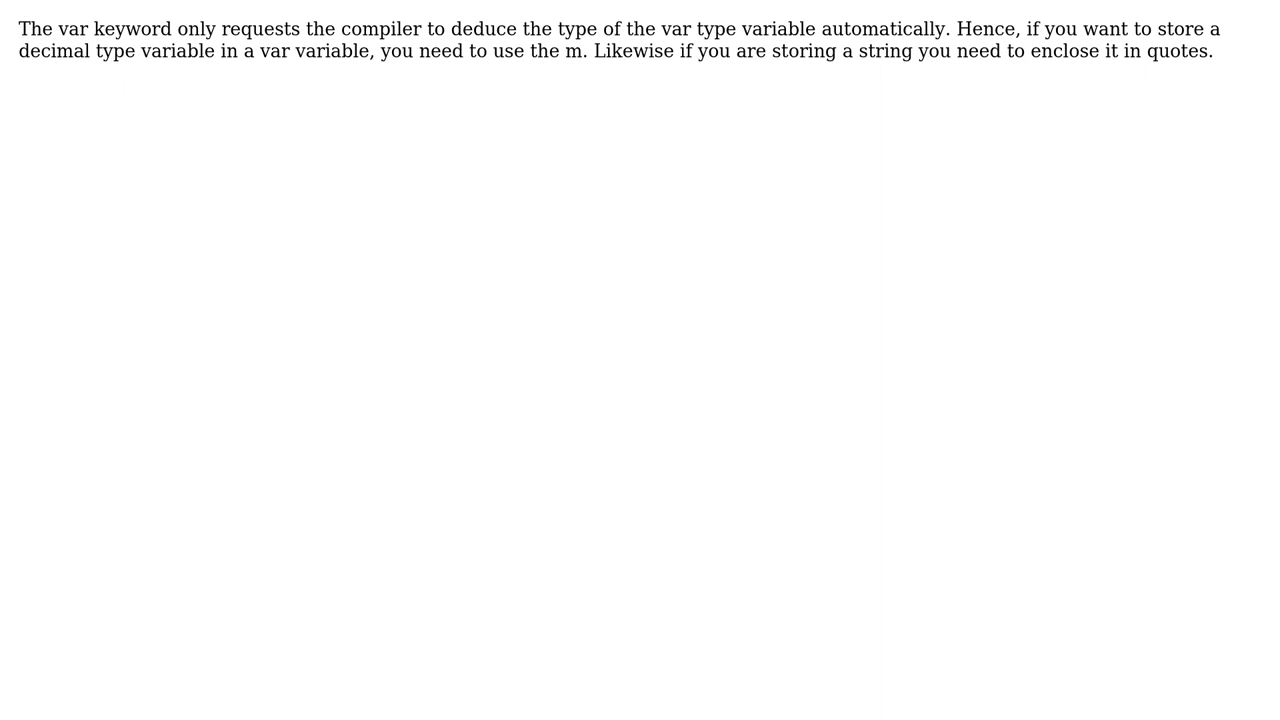 The var keyword only requests the compiler to deduce the type of the var type variable automatically. Hence, if you want to store a
decimal type variable in a var variable, you need to use the m. Likewise if you are storing a string you need to enclose it in quotes.